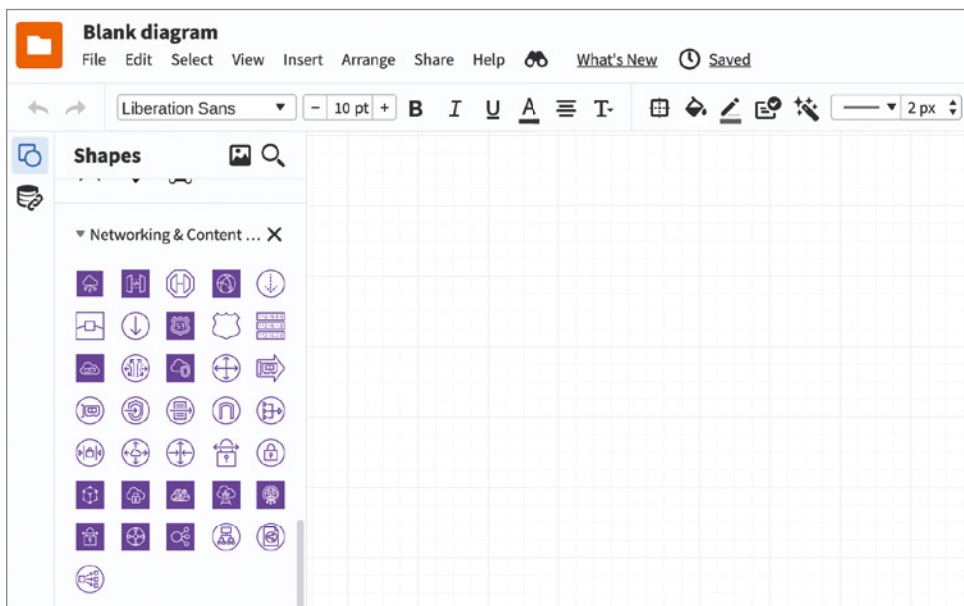 Blank diagram
File Edit Select View Insert Arrange Share Help What's New Saved
Liberation Sans − 10 pt + B I U A T 2 px
Shapes
Networking & Content ...
53